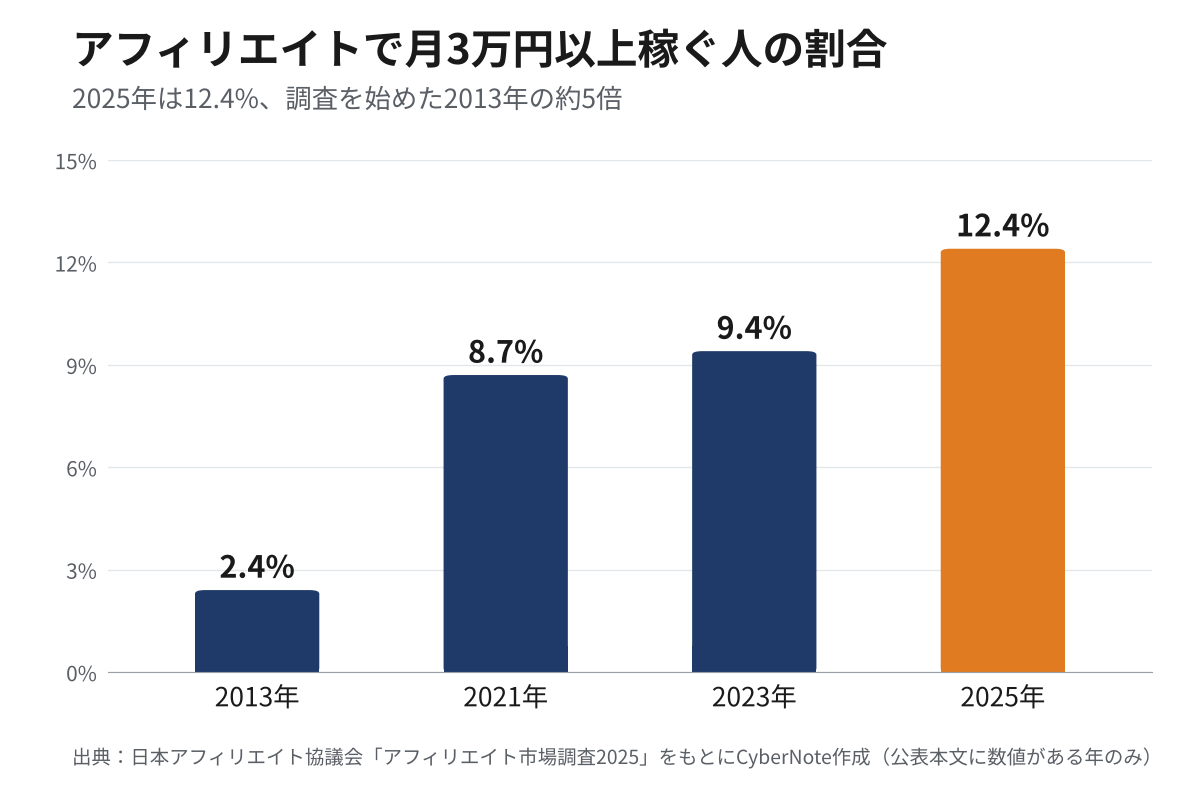 アフィリエイトで月3万円以上稼ぐ人の割合
2025年は12.4%、調査を始めた2013年の約5倍
15%
12%
9%
6%
3%
0%
2.4%
8.7%
9.4%
12.4%
2013年
2021年
2023年
2025年
出典：日本アフィリエイト協議会「アフィリエイト市場調査2025」をもとにCyberNote作成（公表本文に数値がある年のみ）